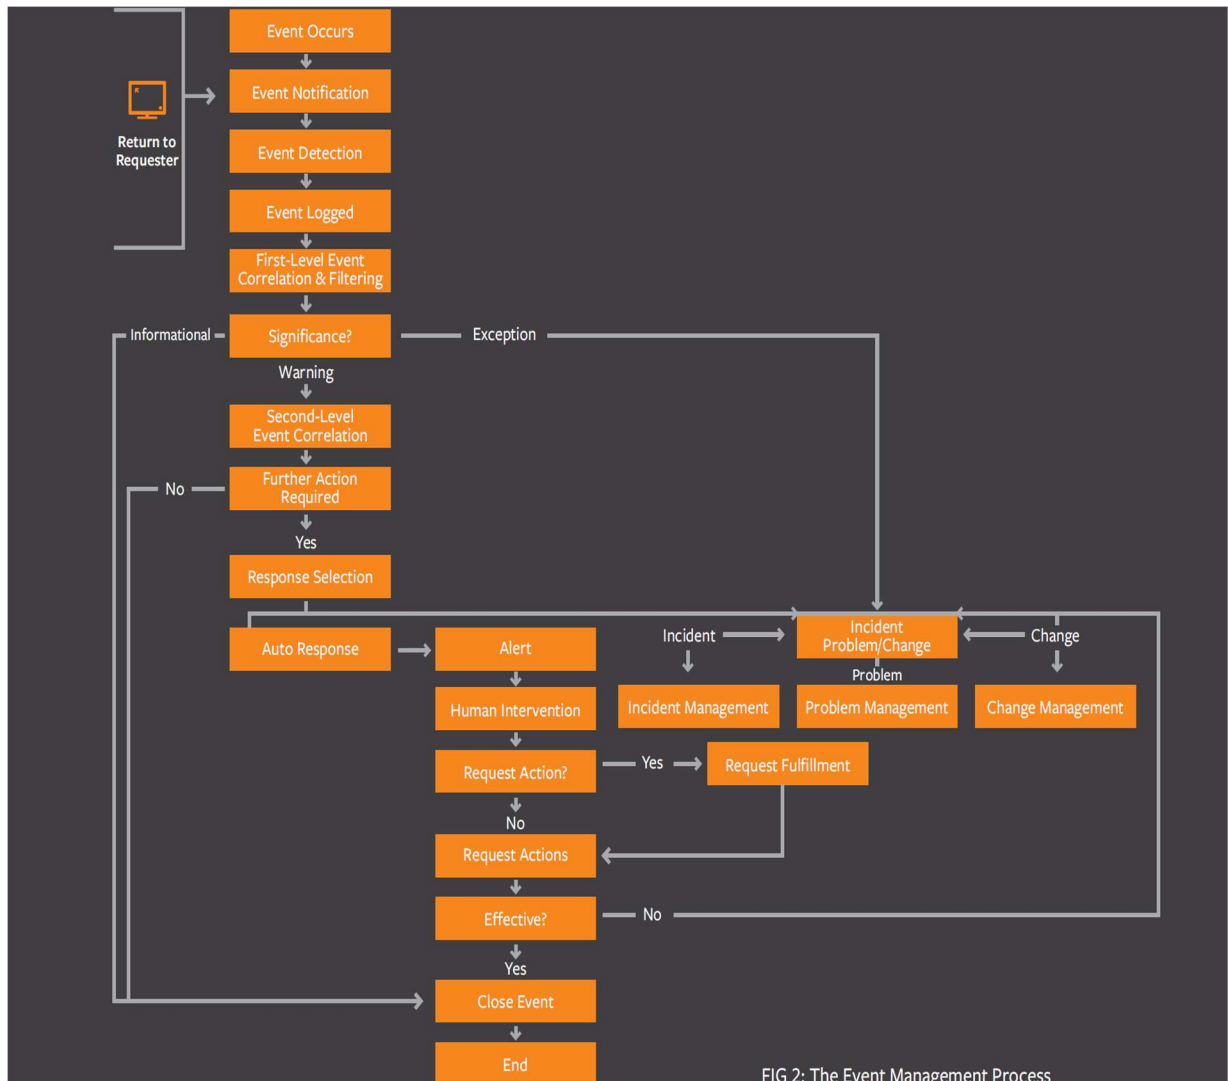 Event Occurs
Event Notification
Return to
Requester
Event Detection
Event Logged
First-Level Event
Correlation & Filtering
Informational
Significance?
Exception
Warning
Second-Level
Event Correlation
No
Further Action
Required
Yes
Response Selection
Auto Response
Alert
Incident
Incident
Problem/Change
Change
Problem
Human Intervention
Incident Management
Problem Management
Change Management
Request Action?
Yes
Request Fulfillment
No
Request Actions
Effective?
No
Yes
Close Event
End
FIG 2: The Event Management Process